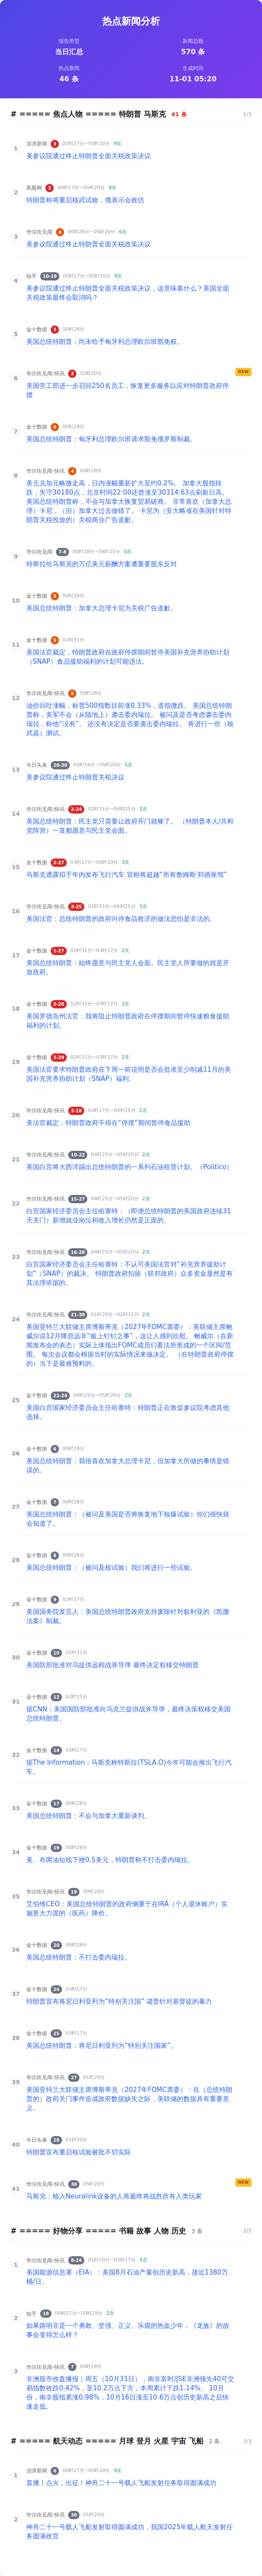 热点新闻分析
报告类型
当日汇总
新闻总数
570 条
热点新闻
46 条
生成时间
11-01 05:20
# ===== 焦点人物 ===== 特朗普 马斯克 41 条 1/3
1
澎湃新闻 3 00时27分~05时20分 9次
美参议院通过终止特朗普全面关税政策决议
2
凤凰网 3 00时27分~05时20分 9次
特朗普称将重启核武试验，俄表示会效仿
3
华尔街见闻 4 00时28分~05时20分 6次
美参议院通过终止特朗普全面关税政策决议
4
知乎 10-19 00时27分~05时20分 9次
美参议院通过终止特朗普全面关税政策决议，这意味着什么？美国全面
关税政策最终会取消吗？
5
金十数据 3 00时28分
美国总统特朗普：尚未给予匈牙利总理欧尔班豁免权。
6
华尔街见闻-快讯 3 05时20分
NEW
美国劳工部进一步召回250名员工，恢复更多服务以应对特朗普政府停
摆
7
金十数据 4 00时28分
美国总统特朗普：匈牙利总理欧尔班请求豁免俄罗斯制裁。
8
华尔街见闻-快讯 4 00时28分
美元兑加元略微走高，日内涨幅重新扩大至约0.2%。 加拿大股指转
跌，失守30180点，北京时间22:00还曾涨至30314.63点刷新日高。
美国总统特朗普称，不会与加拿大恢复贸易磋商。 非常喜欢（加拿大总
理）卡尼，（但）加拿大过去做错了。 卡尼为（安大略省在美国针对特
朗普关税投放的）关税商业广告道歉。
9
华尔街见闻 7-8 00时28分~04时25分 5次
特斯拉给马斯克的万亿美元薪酬方案遭重要股东反对
10
金十数据 5 00时28分
美国总统特朗普：加拿大总理卡尼为关税广告道歉。
11
金十数据 5 02时31分
美国法官裁定，特朗普政府在政府停摆期间暂停美国补充营养协助计划
（SNAP）食品援助福利的计划可能违法。
12
华尔街见闻-快讯 5 00时28分
油价回吐涨幅，标普500指数目前涨0.33%，道指微跌。 美国总统特朗
普称，美军不会（从陆地上）袭击委内瑞拉。 被问及是否考虑袭击委内
瑞拉，称他“没有”。 还没有决定是否要袭击委内瑞拉。 将进行一些（核
武器）测试。
13
今日头条 20-30 03时16分~05时20分 5次
美参议院通过终止特朗普关税决议
14
华尔街见闻-快讯 2-24 02时31分~04时25分 3次
美国总统特朗普：民主党只需要让政府开门就够了。 （特朗普本人/共和
党阵营）一直都愿意与民主党会面。
15
金十数据 2-27 03时17分~05时20分 3次
马斯克透露拟于年内发布飞行汽车 宣称将超越“所有詹姆斯·邦德座驾”
16
华尔街见闻-快讯 3-25 02时31分~04时25分 3次
美国法官：总统特朗普的政府叫停食品救济的做法恐怕是非法的。
17
金十数据 1-27 02时31分~03时17分 2次
美国总统特朗普：始终愿意与民主党人会面。民主党人所要做的就是开
放政府。
18
金十数据 2-28 02时31分~03时17分 2次
美国罗德岛州法官：我将阻止特朗普政府在停摆期间暂停快速粮食援助
福利的计划。
19
金十数据 3-29 02时31分~03时17分 2次
美国法官要求特朗普政府在下周一前说明是否会批准至少削减11月的美
国补充营养协助计划（SNAP）福利。
20
华尔街见闻-快讯 3-18 03时17分~04时25分 2次
美法官裁定：特朗普政府不得在“停摆”期间暂停食品援助
21
华尔街见闻-快讯 10-22 04时25分~05时20分 2次
美国白宫将大西洋踢出总统特朗普的一系列石油租赁计划。（Politico）
22
华尔街见闻-快讯 15-27 04时25分~05时20分 2次
白宫国家经济委员会主任哈塞特：（即便总统特朗普的美国政府连续31
天关门）新增就业岗位和收入增长仍然是正面的。
23
华尔街见闻-快讯 16-28 04时25分~05时20分 2次
白宫国家经济委员会主任哈塞特：不认可美国法官对“补充营养援助计
划”（SNAP）的裁决。 特朗普政府扣留（联邦政府）众多资金显然是有
其法理依据的。
24
华尔街见闻-快讯 21-30 01时20分~02时31分 2次
美国亚特兰大联储主席博斯蒂克（2027年FOMC票委）：美联储主席鲍
威尔说12月降息远非“板上钉钉之事”，这让人感到欣慰。 鲍威尔（在新
闻发布会的表态）实际上体现出FOMC成员们看法所形成的一个区间/范
围。 每次会议都会根据当时的实际情况来做决定。 （在特朗普政府停摆
的）当下是最难预料的。
25
金十数据 22-24 04时25分~05时20分 2次
美国白宫国家经济委员会主任哈塞特：特朗普正在敦促参议院考虑其他
选择。
26
金十数据 6 00时28分
美国总统特朗普：我很喜欢加拿大总理卡尼，但加拿大所做的事情是错
误的。
27
金十数据 7 00时28分
美国总统特朗普：（被问及美国是否将恢复地下核爆试验）你们很快就
会知道了。
28
金十数据 8 00时28分
美国总统特朗普：（被问及核试验）我们将进行一些试验。
29
金十数据 9 03时17分
美国国务院发言人：美国总统特朗普政府支持废除针对叙利亚的《凯撒
法案》制裁。
30
金十数据 10 02时31分
美国防部批准对乌提供远程战斧导弹 最终决定权移交特朗普
31
金十数据 12 02时31分
据CNN：美国国防部批准向乌克兰提供战斧导弹，最终决策权移交美国
总统特朗普。
32
金十数据 14 03时17分
据The Information：马斯克称特斯拉(TSLA.O)今年可能会推出飞行汽
车。
33
金十数据 17 00时28分
美国总统特朗普：不会与加拿大重新谈判。
34
金十数据 19 00时28分
美、布两油短线下挫0.5美元，特朗普称不打击委内瑞拉。
35
华尔街见闻-快讯 19 00时28分
艾伯维CEO：美国总统特朗普的政府侧重于在IRA（个人退休账户）实
施更大力度的（医药）降价。
36
金十数据 20 00时28分
美国总统特朗普：不打击委内瑞拉。
37
金十数据 24 03时17分
特朗普宣布将尼日利亚列为“特别关注国” 谴责针对基督徒的暴力
38
金十数据 25 03时17分
美国总统特朗普：将尼日利亚列为“特别关注国家”。
39
华尔街见闻-快讯 27 01时20分
美国亚特兰大联储主席博斯蒂克（2027年FOMC票委）：在（总统特朗
普的）政府关门事件造成政府数据缺失之际，美联储的数据具有重要意
义。
40
今日头条 28 01时20分
特朗普宣布重启核试验被批不切实际
41
华尔街见闻-快讯 30 05时20分
NEW
马斯克：植入Neuralink设备的人将最终将战胜所有人类玩家
# ===== 好物分享 ===== 书籍 故事 人物 历史 3 条 2/3
1
华尔街见闻-快讯 8-24 01时20分~03时17分 3次
美国能源信息署（EIA）：美国8月石油产量创历史新高，接近1380万
桶/日。
2
知乎 18 00时27分~00时28分 2次
如果路明非是一个勇敢、坚强、正义、乐观的热血少年，《龙族》的故
事会变得怎么样？
3
华尔街见闻-快讯 7 00时28分
非洲股市收盘播报｜周五（10月31日），南非富时/JSE非洲领先40可交
易指数收跌0.42%，至10.2万点下方，本周累计下跌1.14%。 10月
份，南非股指累涨0.98%，10月16日涨至10.6万点创历史新高之后快
速走低。
# ===== 航天动态 ===== 月球 登月 火星 宇宙 飞船 2 条 3/3
1
澎湃新闻 6 00时27分~05时20分 9次
直播丨点火，出征！神舟二十一号载人飞船发射任务取得圆满成功
2
华尔街见闻-快讯 30 01时20分
神舟二十一号载人飞船发射取得圆满成功，我国2025年载人航天发射任
务圆满收官